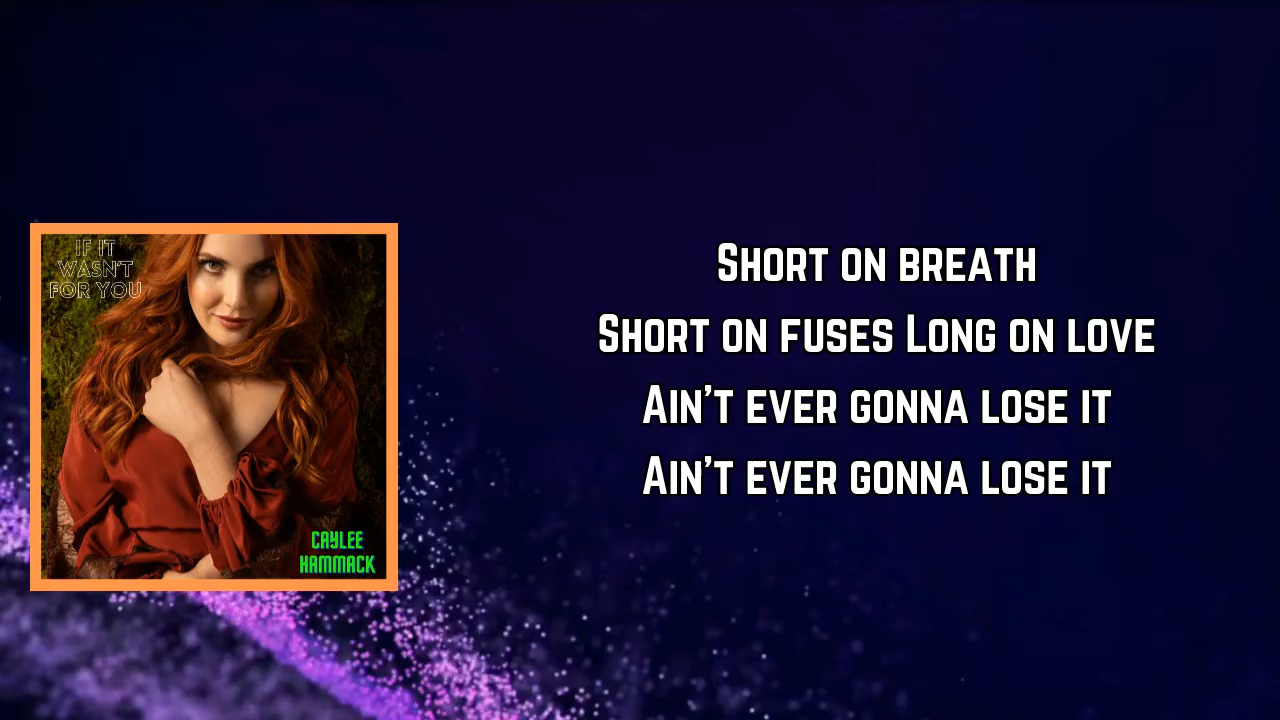 IF IT
WASN'T
FOR YOU
CAYLEE
HAMMACK
Short on breath
Short on fuses Long on love
Ain't ever gonna lose it
Ain't ever gonna lose it